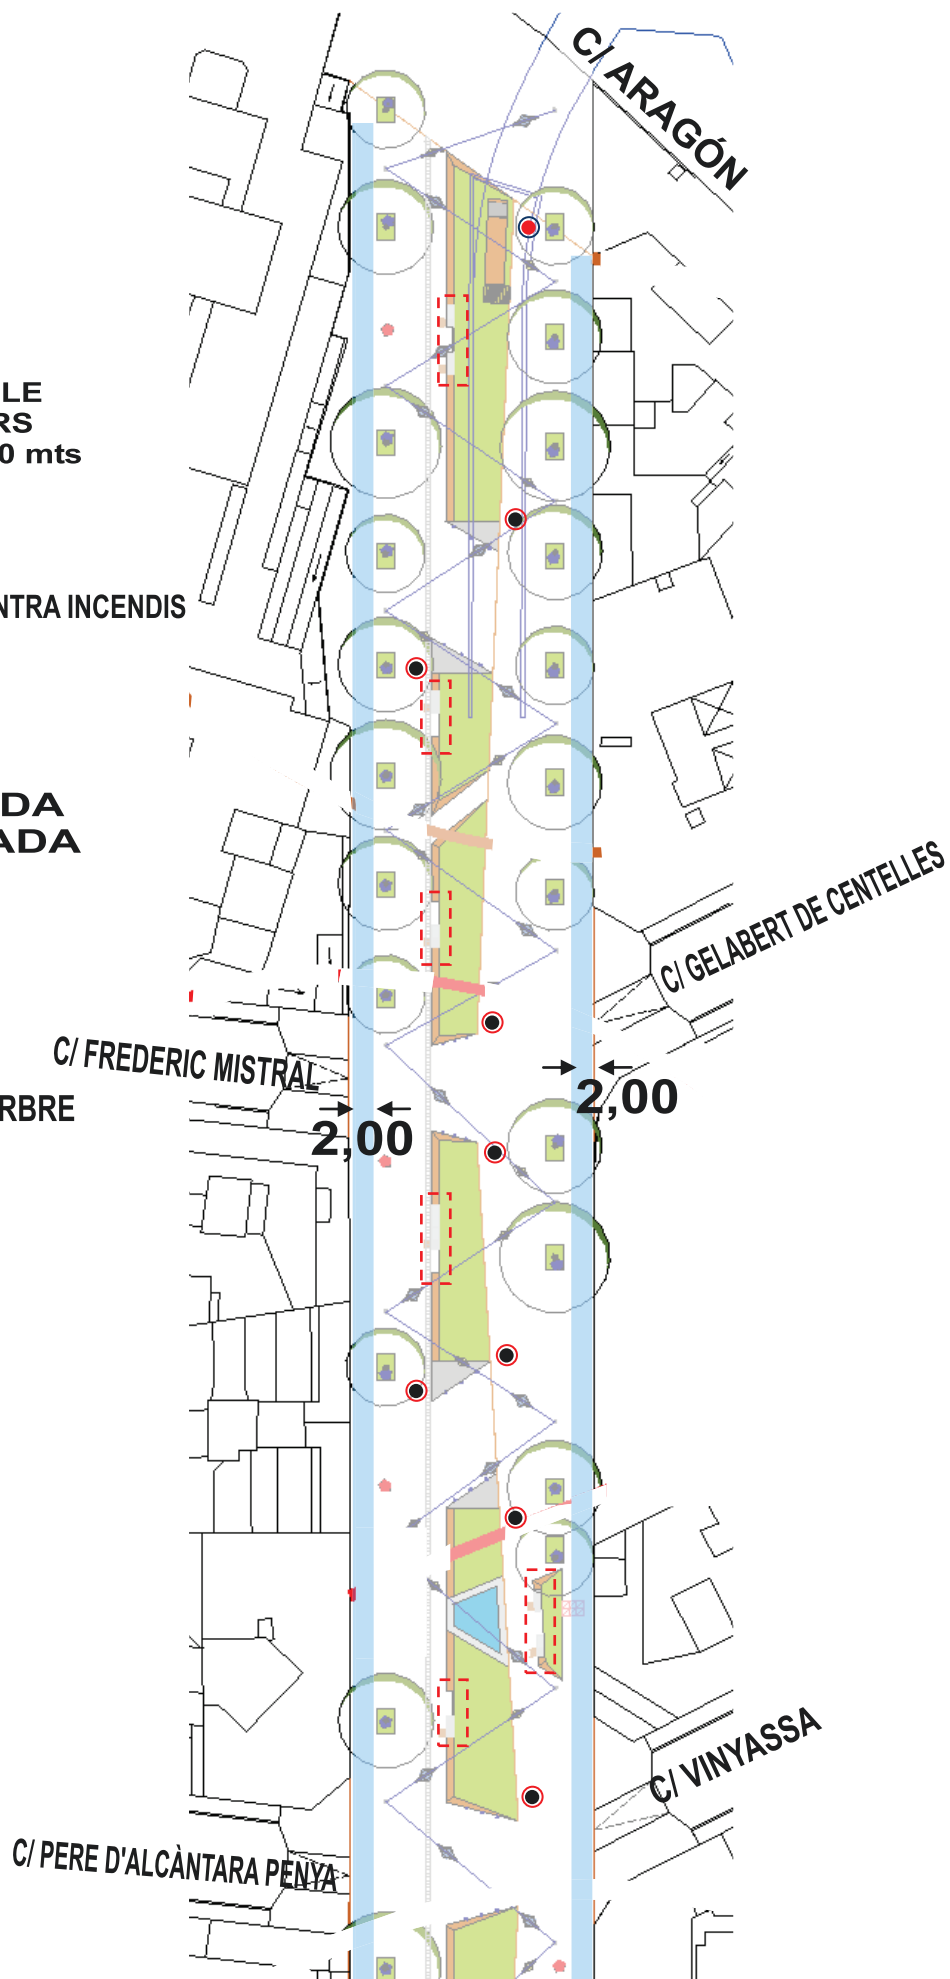 C/ ARAGÓN
LE
RS
0 mts
NTRA INCENDIS
DA
ADA
C/ GELABERT DE CENTELLES
C/ FREDERIC MISTRAL
2,00
RBRE
2,00
C/ VINYASSA
C/ PERE D'ALCÀNTARA PENYA